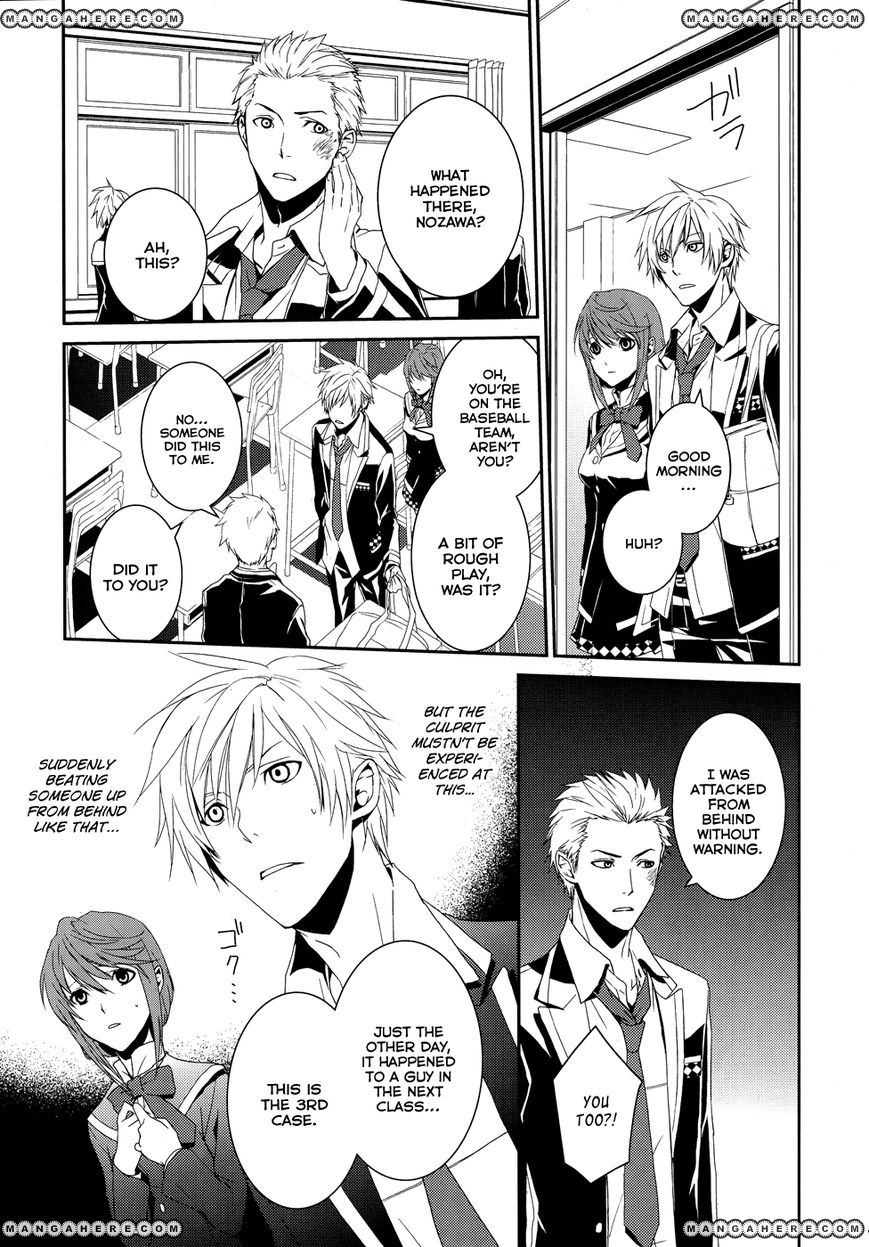 MANGAHERE.COM
MANGAHERE.COM
ガ
ラ
GOOD
MORNING
...
HUH?
WHAT
HAPPENED
THERE,
NOZAWA?
AH,
THIS?
OH,
YOU'RE
ON THE
BASEBALL
TEAM,
AREN'T
YOU?
A BIT OF
ROUGH
PLAY,
WAS IT?
NO...
SOMEONE
DID THIS
TO ME.
DID IT
TO YOU?
I WAS
ATTACKED
FROM
BEHIND
WITHOUT
WARNING.
YOU
TOO?!
BUT THE
CULPRIT
MUSTN'T BE
EXPERI-
ENCED AT
THIS...
SUDDENLY
BEATING
SOMEONE UP
FROM BEHIND
LIKE THAT...
JUST THE
OTHER DAY,
IT HAPPENED
TO A GUY IN
THE NEXT
CLASS...
THIS IS
THE 3RD
CASE.
ゴク…
MANGAHERE.COM
MANGAHERE.COM